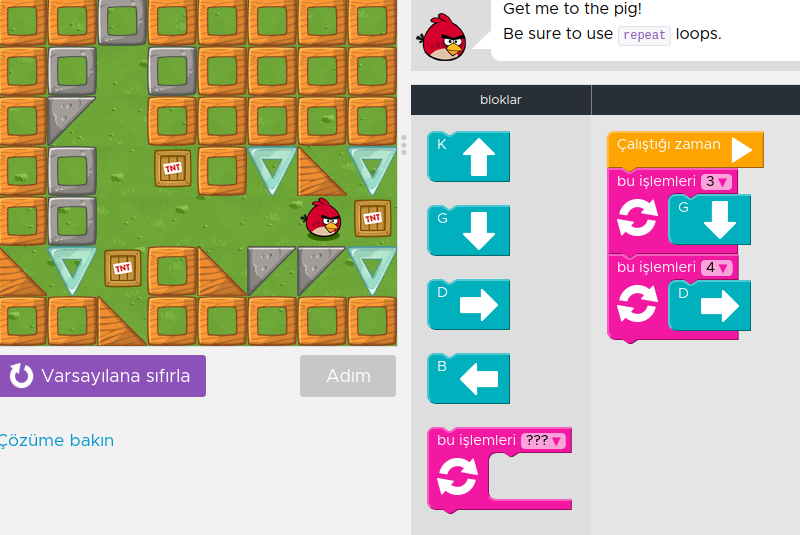 Get me to the pig!
Be sure to use repeat loops.
bloklar
K
G
D
B
bu işlemleri ??? ▼
Çalıştığı zaman
bu işlemleri 3 ▼
G
bu işlemleri 4 ▼
D
TNT
TNT
TNT
Varsayılana sıfırla
Adım
Çözüme bakın